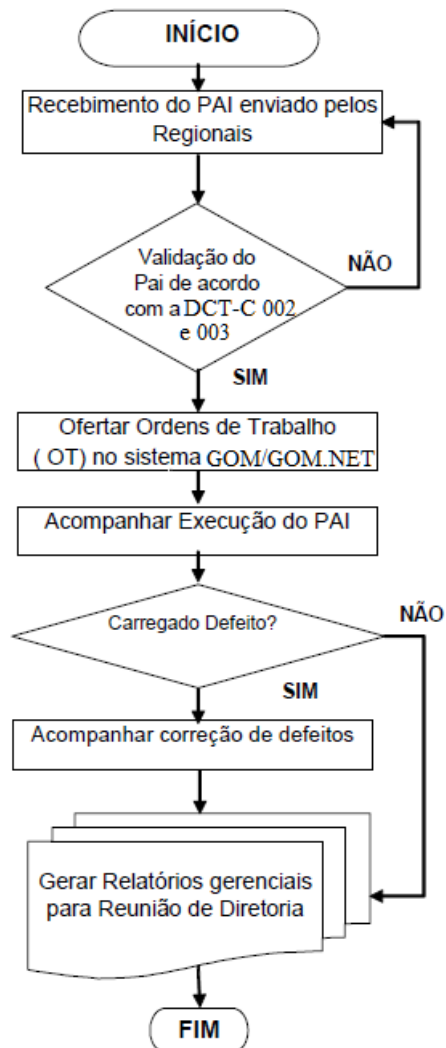 INÍCIO
Recebimento do PAI enviado pelos
Regionais
Validação do
Pai de acordo
com a DCT-C 002
e 003
NÃO
SIM
Ofertar Ordens de Trabalho
( OT) no sistema GOM/GOM.NET
Acompanhar Execução do PAI
Carregado Defeito?
NÃO
SIM
Acompanhar correção de defeitos
Gerar Relatórios gerenciais
para Reunião de Diretoria
FIM